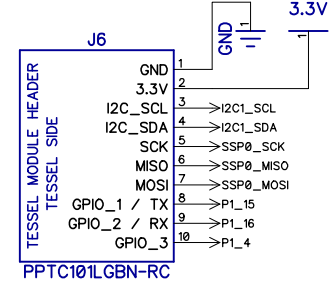 3.3V
GND
1
1
J6
TESSEL MODULE HEADER
TESSEL SIDE
GND 1
3.3V 2
I2C_SCL 3 I2C1_SCL
I2C_SDA 4 I2C1_SDA
SCK 5 SSP0_SCK
MISO 6 SSP0_MISO
MOSI 7 SSP0_MOSI
GPIO_1 / TX 8 P1_15
GPIO_2 / RX 9 P1_16
GPIO_3 10 P1_4
PPTC101LGBN-RC